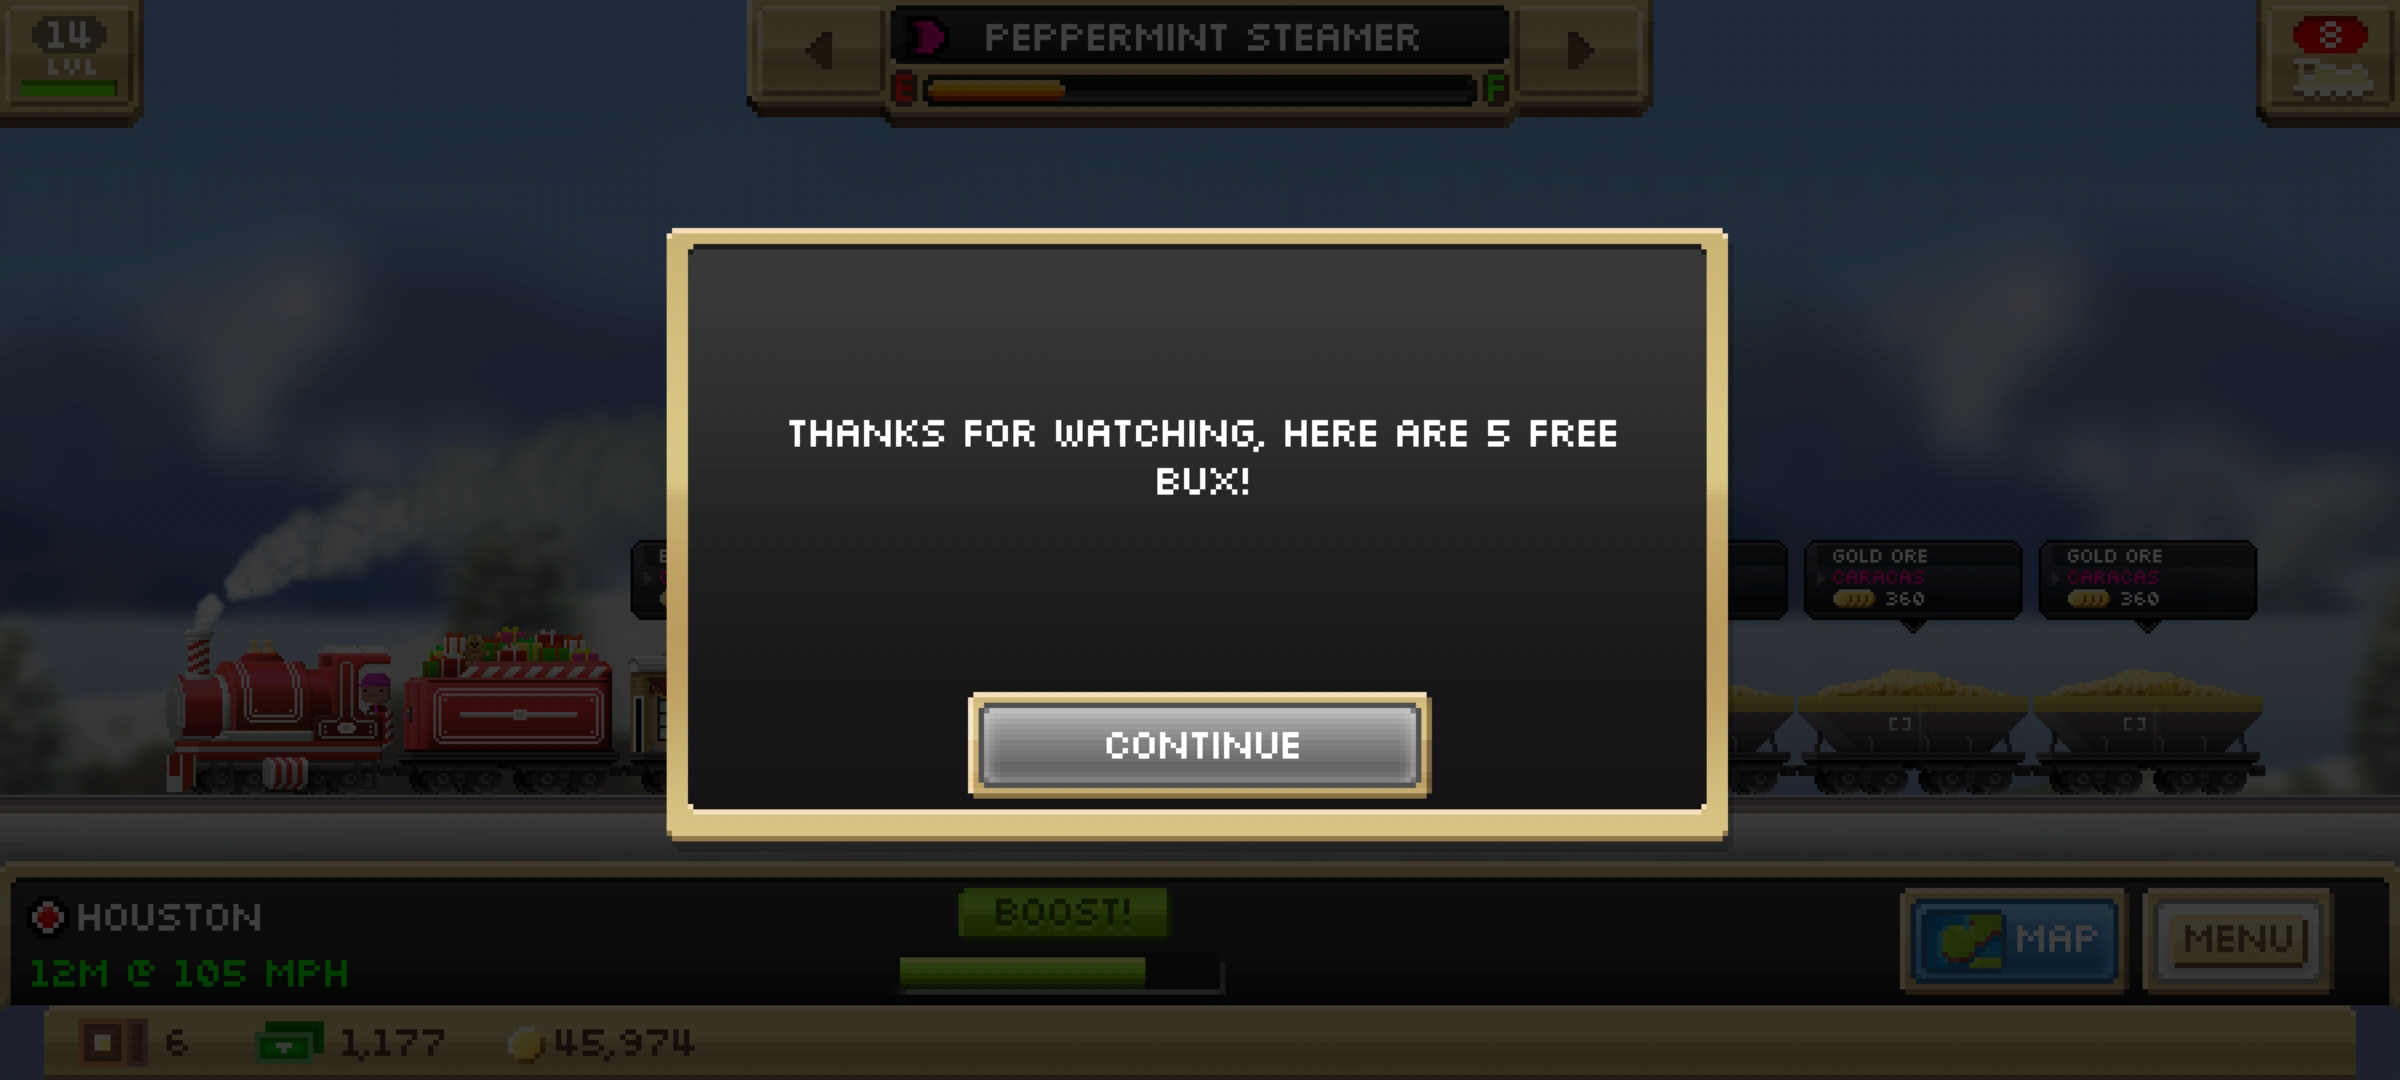 14
LVL
PEPPERMINT STEAMER
E F
8
THANKS FOR WATCHING, HERE ARE 5 FREE
BUX!
CONTINUE
GOLD ORE
CARACAS
360
GOLD ORE
CARACAS
360
HOUSTON
12M @ 105 MPH
BOOST!
MAP
MENU
6
1,177
45,974